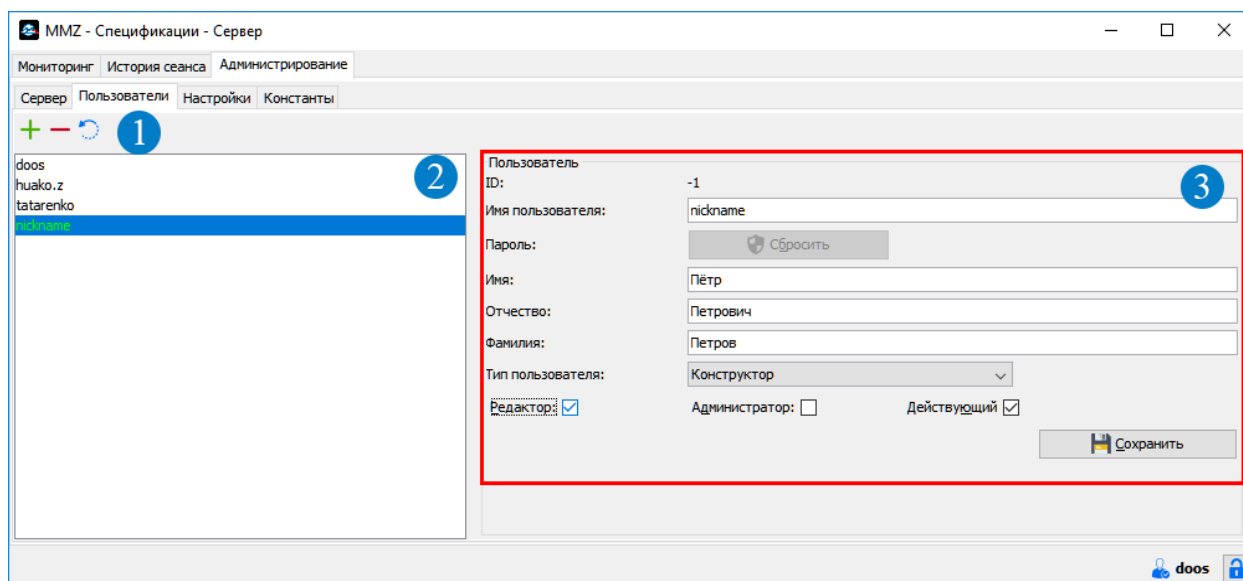 MMZ - Спецификации - Сервер
Мониторинг История сеанса Администрирование
Сервер Пользователи Настройки Константы
1
doos
huako.z
tatarenko
nickname
2
Пользователь
3
ID: -1
Имя пользователя: nickname
Пароль: Сбросить
Имя: Пётр
Отчество: Петрович
Фамилия: Петров
Тип пользователя: Конструктор
Редактор: Администратор: Действующий
Сохранить
doos